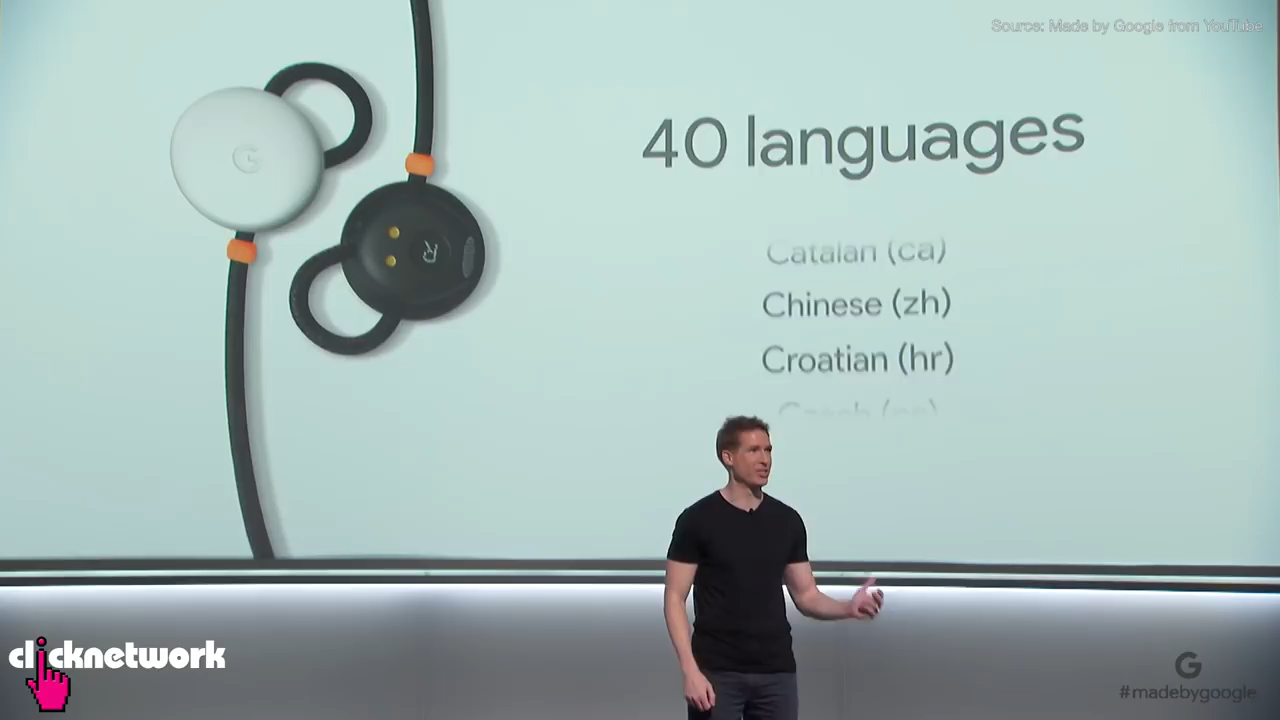 Source: Made by Google from YouTube
40 languages
Catalan (ca)
Chinese (zh)
Croatian (hr)
G
R
clicknetwork
G
#madebygoogle